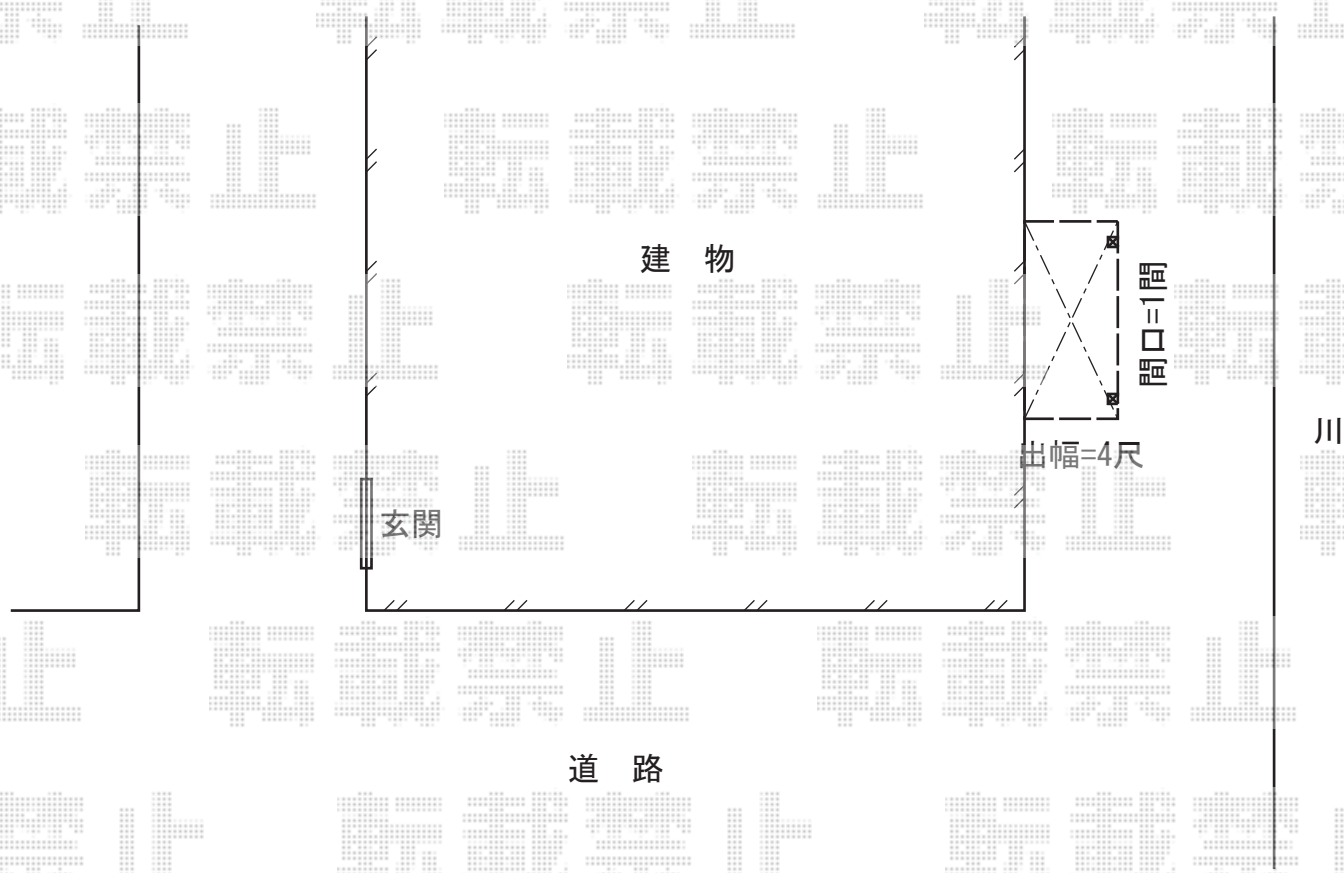 転載禁止
建 物
間口=1間
川
出幅=4尺
玄関
道 路